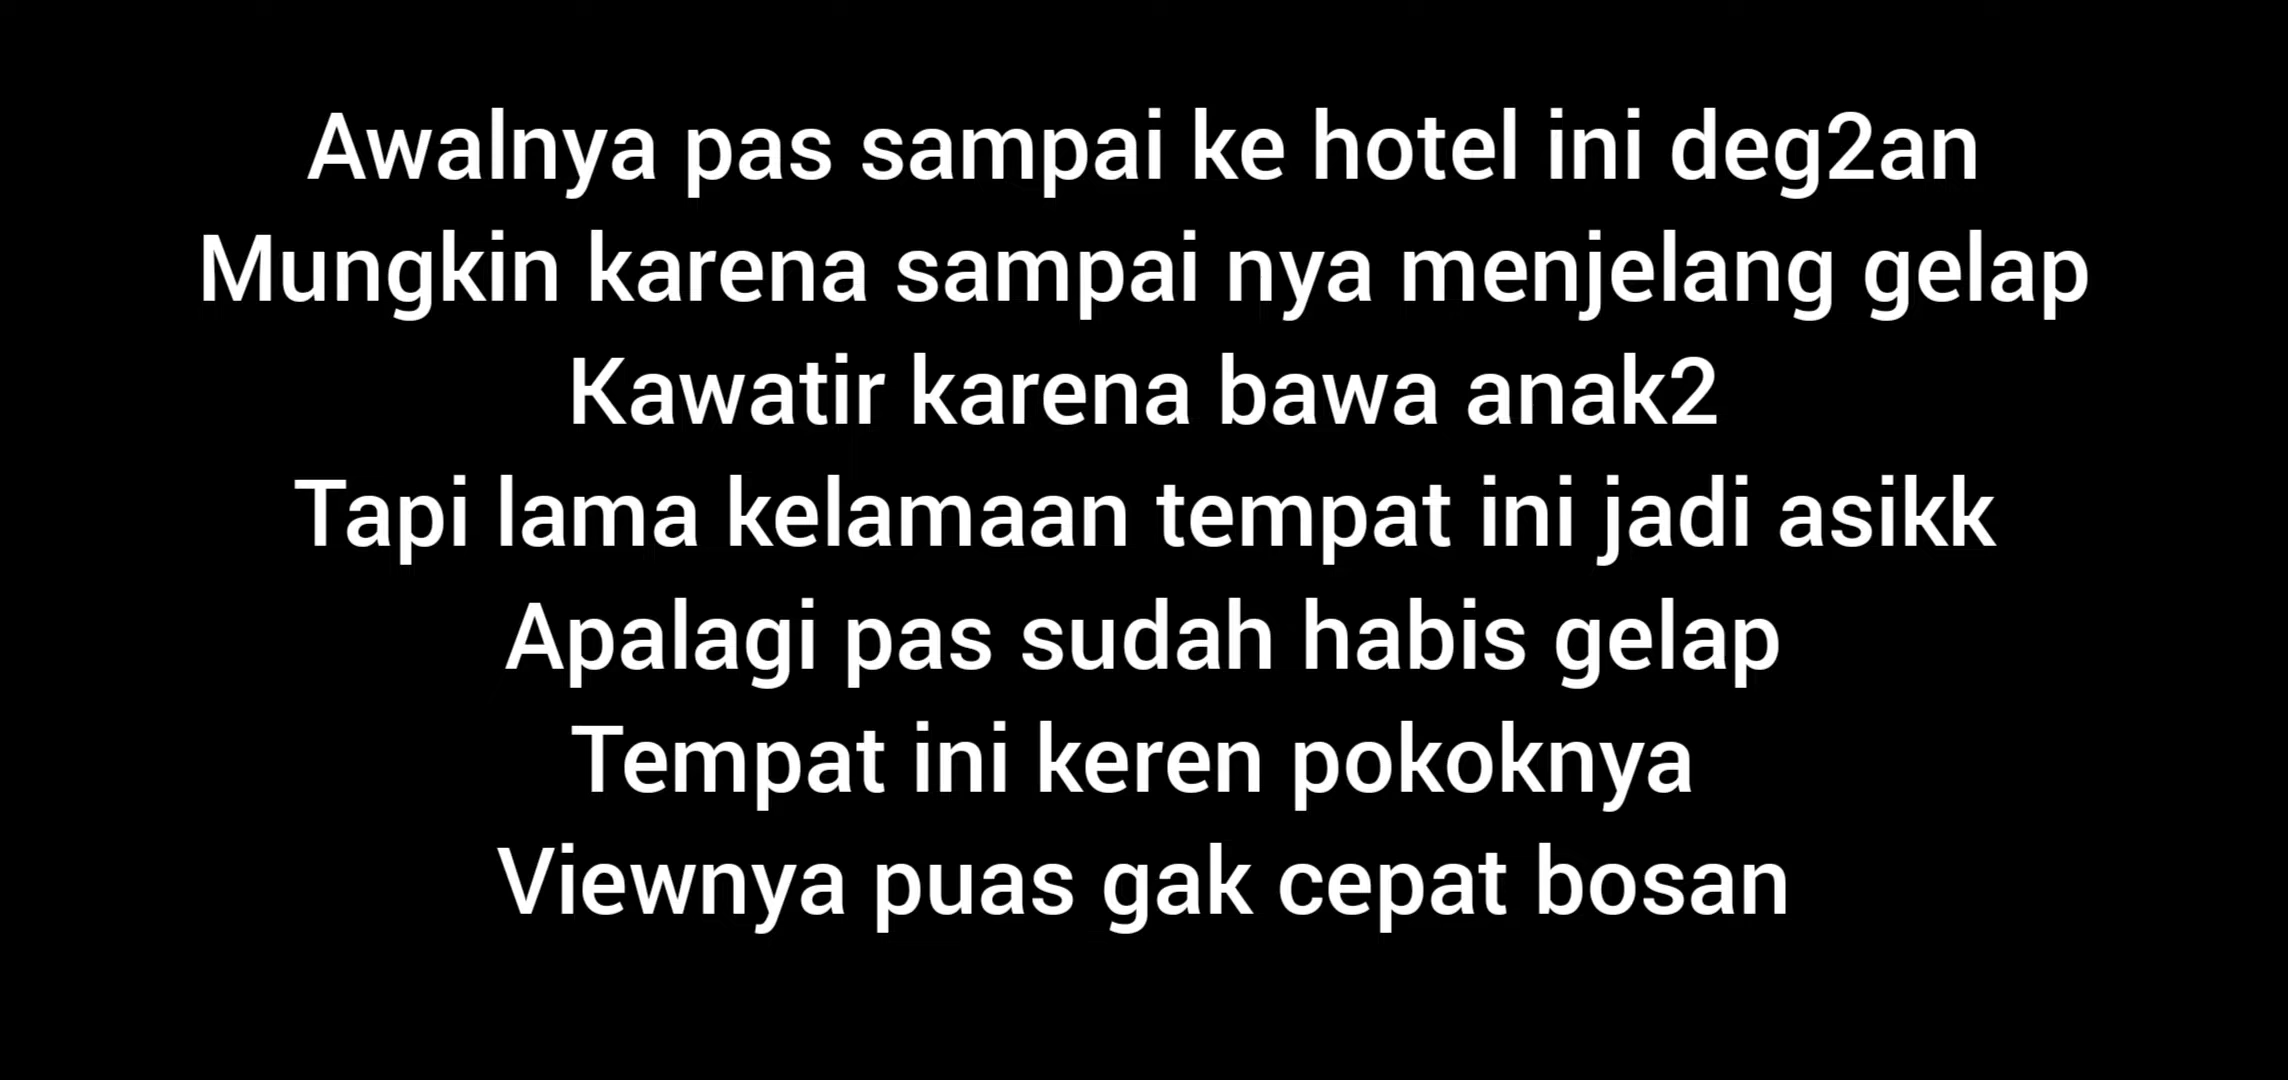 Awalnya pas sampai ke hotel ini deg2an
Mungkin karena sampai nya menjelang gelap
Kawatir karena bawa anak2
Tapi lama kelamaan tempat ini jadi asikk
Apalagi pas sudah habis gelap
Tempat ini keren pokoknya
Viewnya puas gak cepat bosan